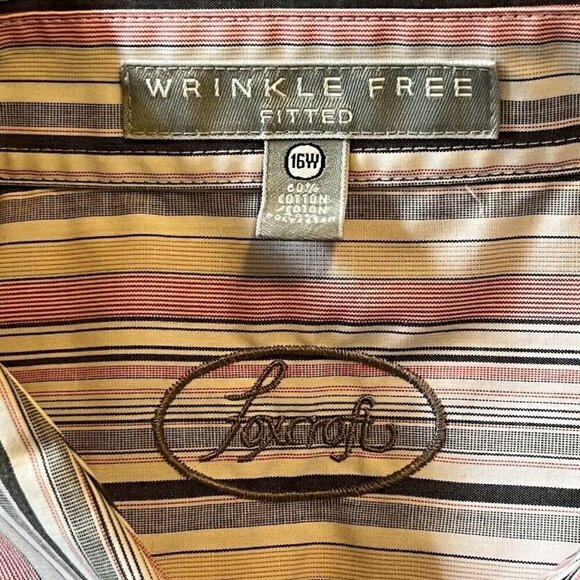 WRINKLE FREE
FITTED
16W
60%
COTTON
Foxcroft